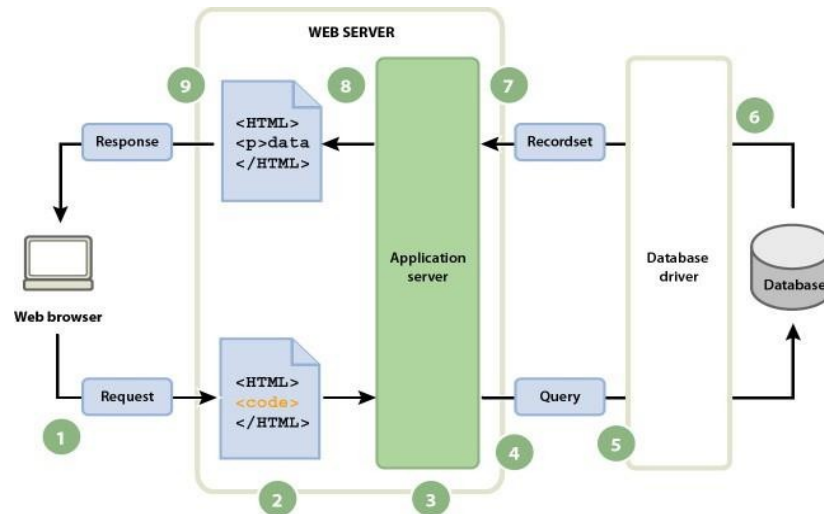 WEB SERVER
9
8
7
6
<HTML>
<p>data
</HTML>
Response
Recordset
Application
server
Database
driver
Database
Web browser
<HTML>
<code>
</HTML>
Request
Query
1
2
3
4
5